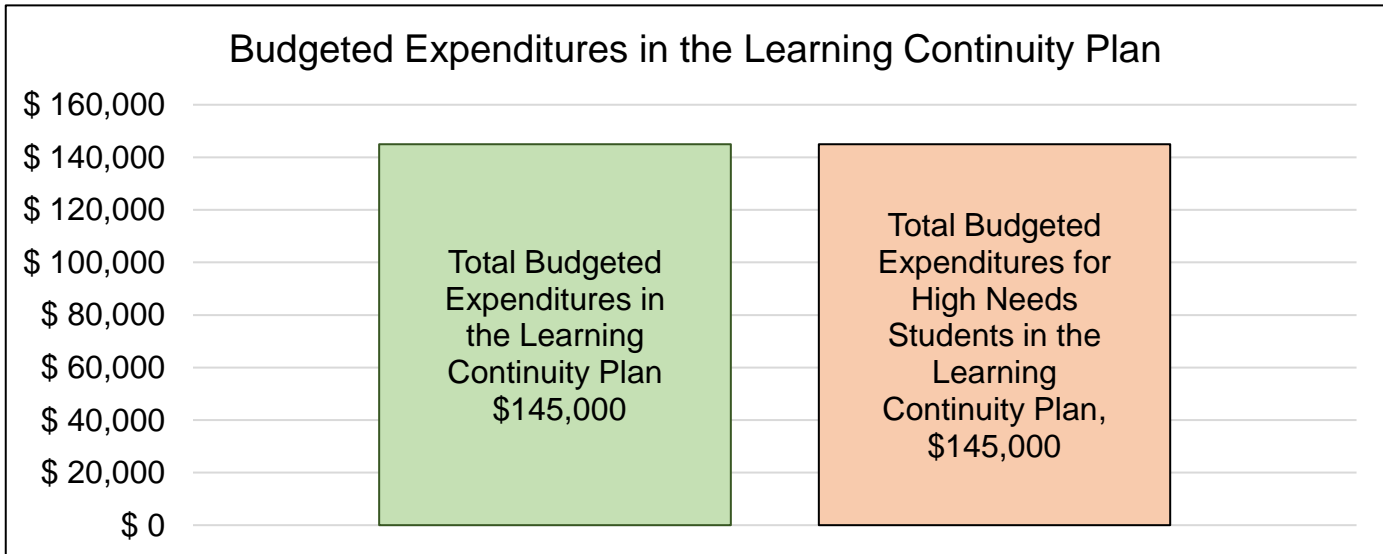 Budgeted Expenditures in the Learning Continuity Plan
$ 160,000
$ 140,000
$ 120,000
$ 100,000
$ 80,000
$ 60,000
$ 40,000
$ 20,000
$ 0
Total Budgeted
Expenditures in
the Learning
Continuity Plan
$145,000
Total Budgeted
Expenditures for
High Needs
Students in the
Learning
Continuity Plan,
$145,000